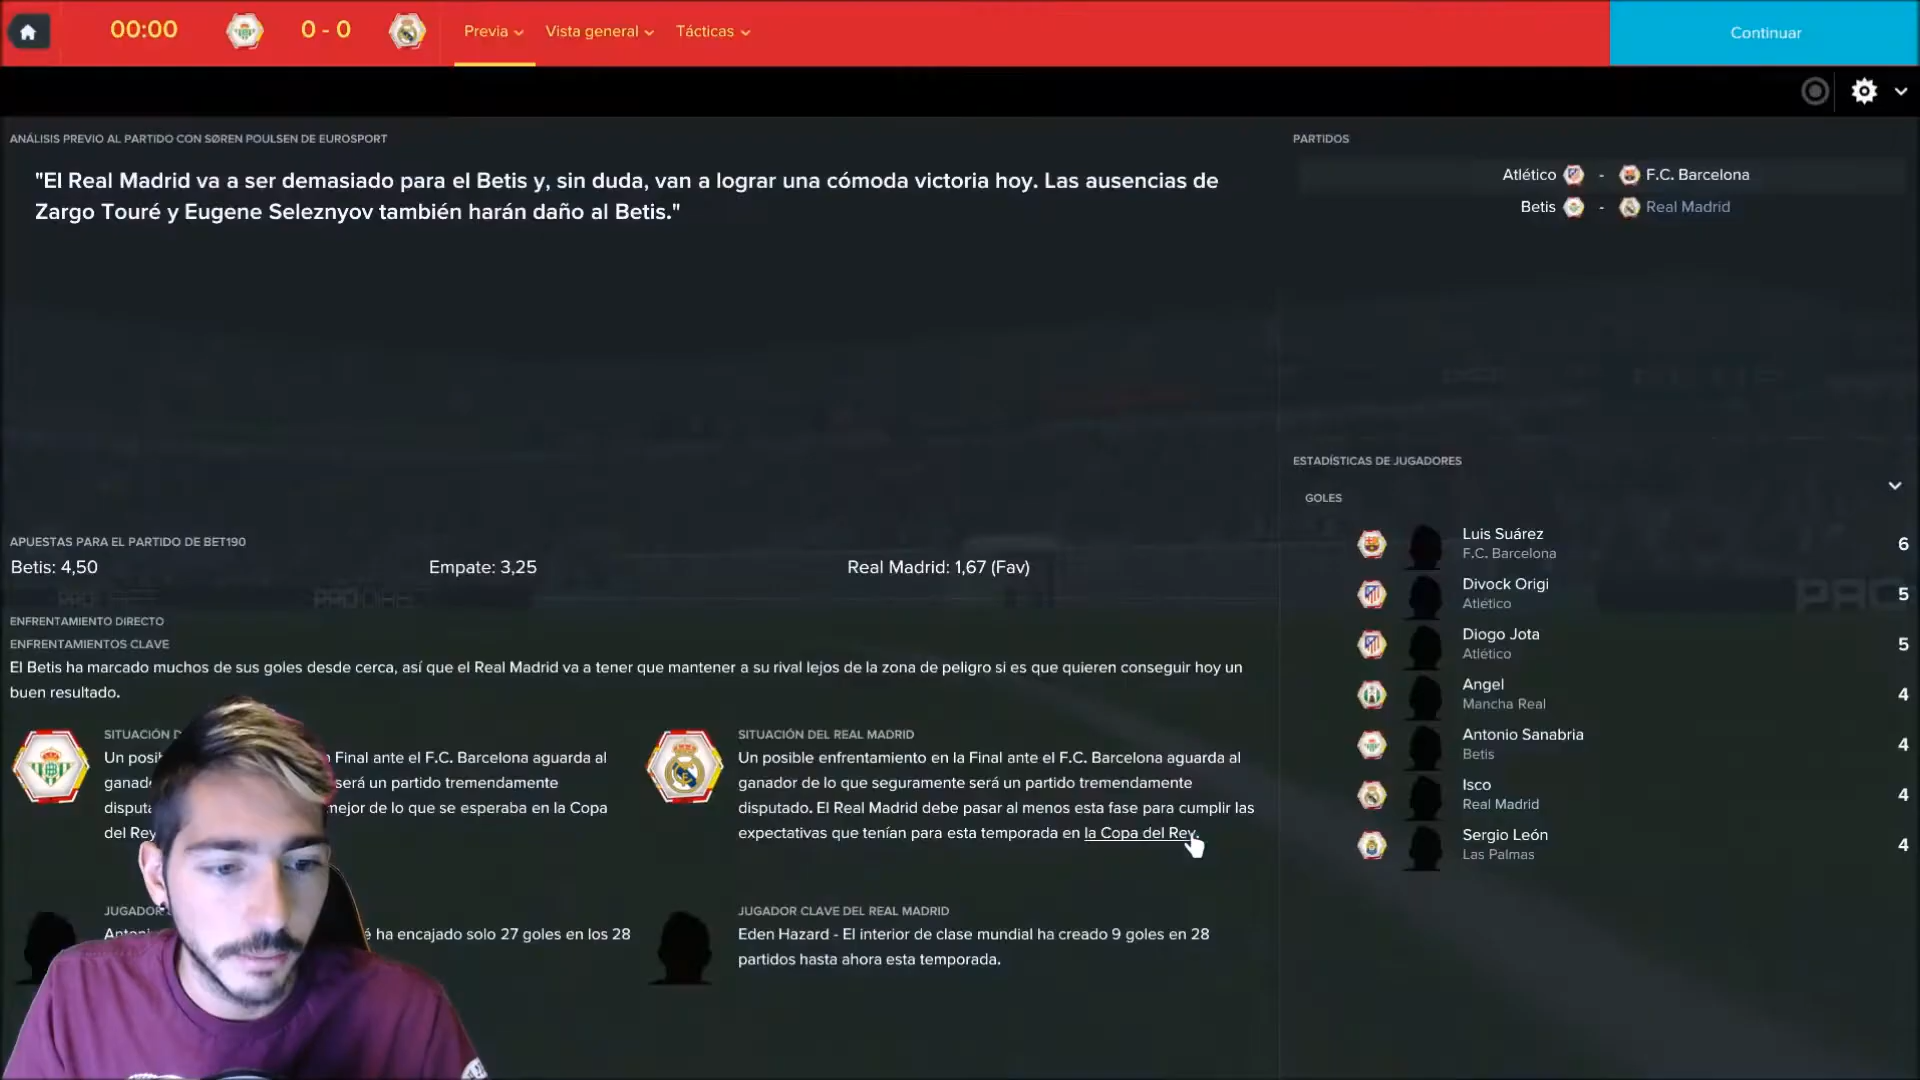 00:00
0 - 0
Previa
Vista general
Tácticas
Continuar
ANÁLISIS PREVIO AL PARTIDO CON SØREN POULSEN DE EUROSPORT
"El Real Madrid va a ser demasiado para el Betis y, sin duda, van a lograr una cómoda victoria hoy. Las ausencias de
Zargo Touré y Eugene Seleznyov también harán daño al Betis."
APUESTAS PARA EL PARTIDO DE BET190
Betis: 4,50
Empate: 3,25
Real Madrid: 1,67 (Fav)
ENFRENTAMIENTO DIRECTO
ENFRENTAMIENTOS CLAVE
El Betis ha marcado muchos de sus goles desde cerca, así que el Real Madrid va a tener que mantener a su rival lejos de la zona de peligro si es que quieren conseguir hoy un
buen resultado.
SITUACIÓN
Un Final ante el F.C. Barcelona aguarda al
será un partido tremendamente
mejor de lo que se esperaba en la Copa
del Rey
SITUACIÓN DEL REAL MADRID
Un posible enfrentamiento en la Final ante el F.C. Barcelona aguarda al
ganador de lo que seguramente será un partido tremendamente
disputado. El Real Madrid debe pasar al menos esta fase para cumplir las
expectativas que tenían para esta temporada en la Copa del Rey.
JUGADOR
ha encajado solo 27 goles en los 28
JUGADOR CLAVE DEL REAL MADRID
Eden Hazard - El interior de clase mundial ha creado 9 goles en 28
partidos hasta ahora esta temporada.
PARTIDOS
Atlético - F.C. Barcelona
Betis - Real Madrid
ESTADÍSTICAS DE JUGADORES
GOLES
Luis Suárez
F.C. Barcelona
6
Divock Origi
Atlético
5
Diogo Jota
Atlético
5
Angel
Mancha Real
4
Antonio Sanabria
Betis
4
Isco
Real Madrid
4
Sergio León
Las Palmas
4